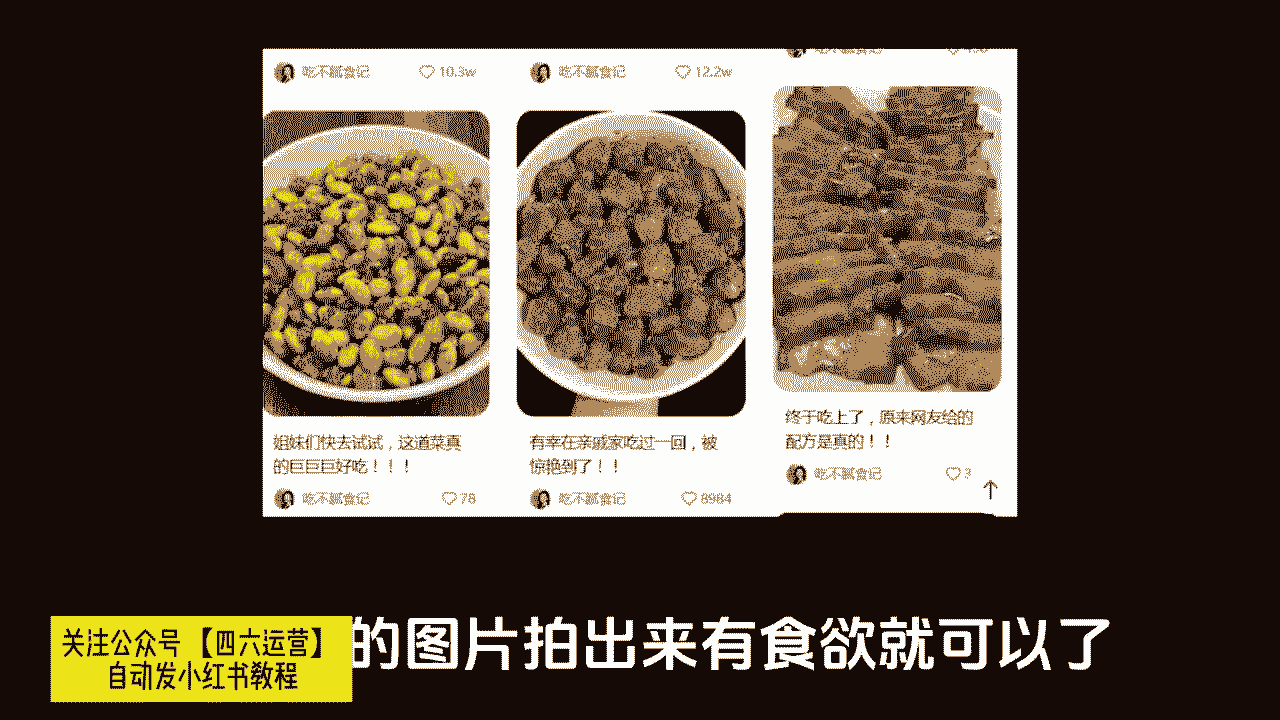 吃不腻食记 10.3w
吃不腻食记 12.2w
姐妹们快去试试，这道菜真
的巨巨巨好吃！！！
吃不腻食记 78
有幸在亲戚家吃过一回，被
惊艳到了！！
吃不腻食记 8984
终于吃上了，原来网友给的
配方是真的！！
吃不腻食记 3
的图片拍出来有食欲就可以了
关注公众号【四六运营】
自动发小红书教程